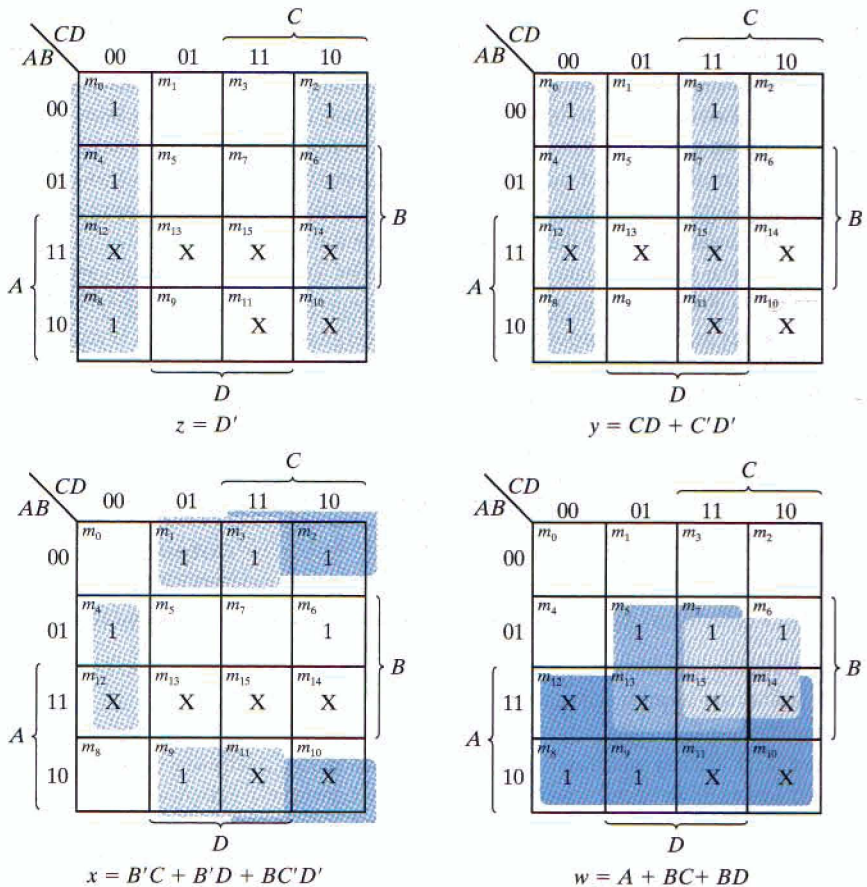 C
CD
AB 00 01 11 10
m₀ m₁ m₃ m₂
00 1 1
m₄ m₅ m₇ m₆
01 1 1
B
m₁₂ m₁₃ m₁₅ m₁₄
11 X X X X
A
m₈ m₉ m₁₁ m₁₀
10 1 X X
D
z = D'
C
CD
AB 00 01 11 10
m₀ m₁ m₃ m₂
00 1 1
m₄ m₅ m₇ m₆
01 1 1
B
m₁₂ m₁₃ m₁₅ m₁₄
11 X X X X
A
m₈ m₉ m₁₁ m₁₀
10 1 X X
D
y = CD + C'D'
C
CD
AB 00 01 11 10
m₀ m₁ m₃ m₂
00 1 1 1
m₄ m₅ m₇ m₆
01 1 1
B
m₁₂ m₁₃ m₁₅ m₁₄
11 X X X X
A
m₈ m₉ m₁₁ m₁₀
10 1 X X
D
x = B'C + B'D + BC'D'
C
CD
AB 00 01 11 10
m₀ m₁ m₃ m₂
00
m₄ m₅ m₇ m₆
01 1 1 1
B
m₁₂ m₁₃ m₁₅ m₁₄
11 X X X X
A
m₈ m₉ m₁₁ m₁₀
10 1 1 X X
D
w = A + BC+ BD